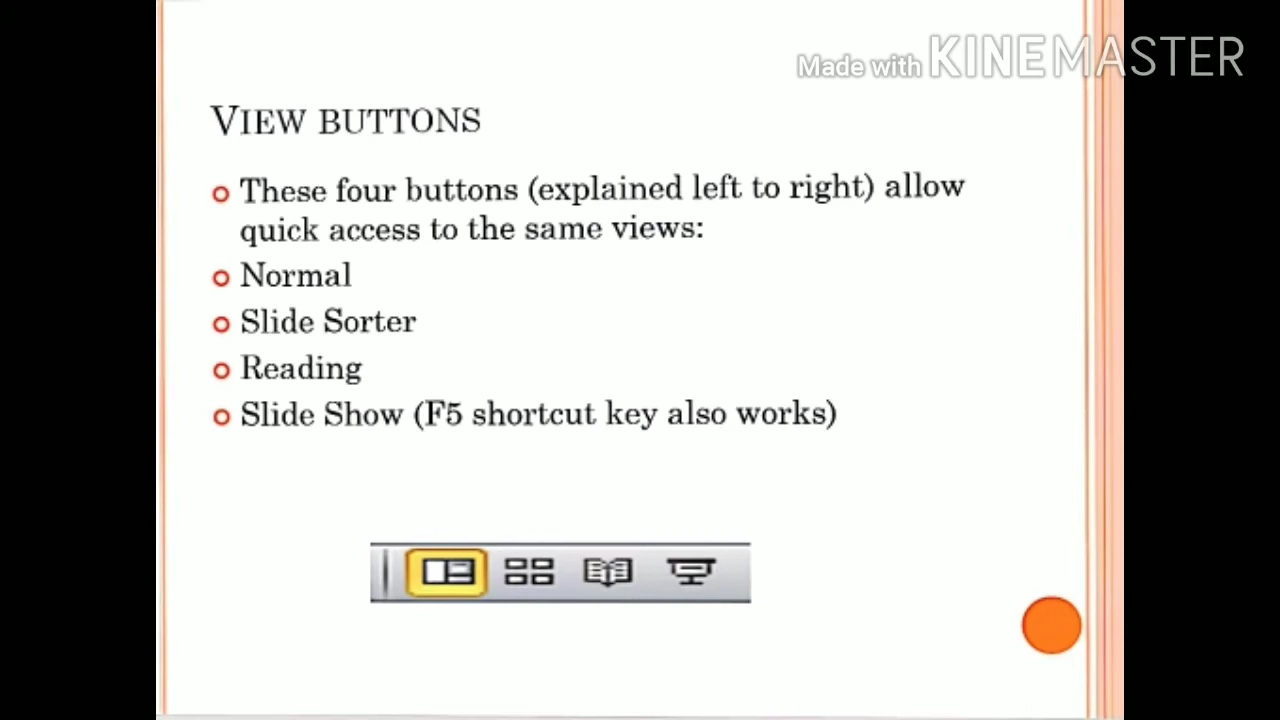 Made with KINEMASTER
VIEW BUTTONS
These four buttons (explained left to right) allow
quick access to the same views:
Normal
Slide Sorter
Reading
Slide Show (F5 shortcut key also works)